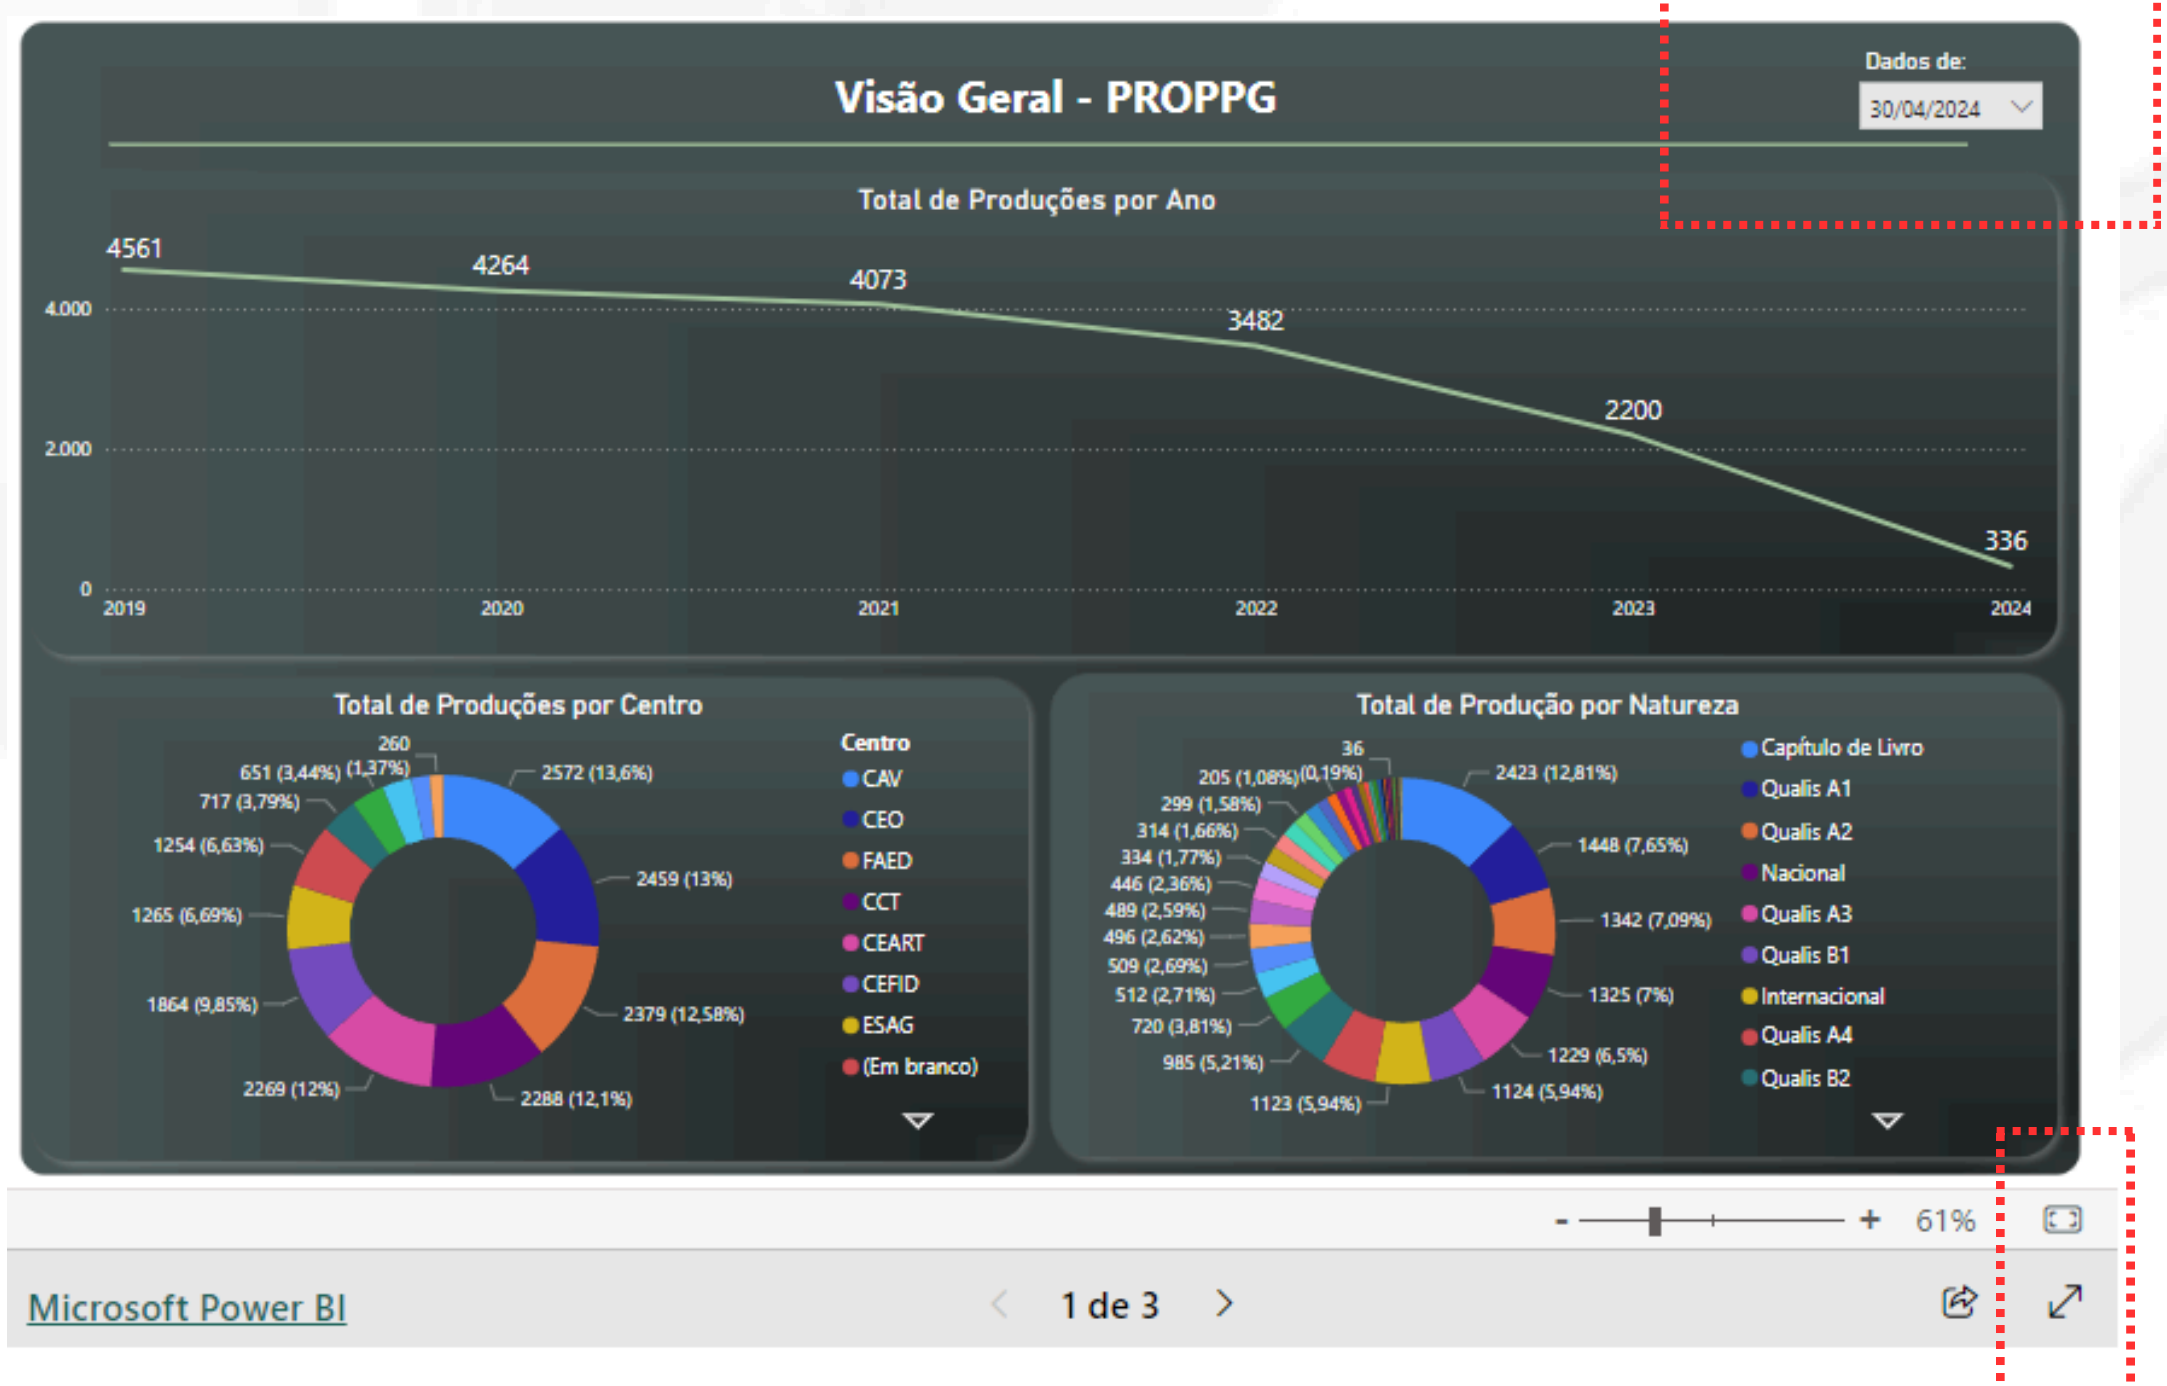 Visão Geral - PROPPG
Dados de:
30/04/2024
Total de Produções por Ano
4561
4264
4073
3482
2200
336
4.000
2.000
0
2019
2020
2021
2022
2023
2024
Total de Produções por Centro
260
(1,37%)
651 (3,44%)
717 (3,79%)
1254 (6,63%)
1265 (6,69%)
1864 (9,85%)
2269 (12%)
2288 (12,1%)
2379 (12,58%)
2459 (13%)
2572 (13,6%)
Centro
CAV
CEO
FAED
CCT
CEART
CEFID
ESAG
(Em branco)
Total de Produção por Natureza
36
(0,19%)
205 (1,08%)
299 (1,58%)
314 (1,66%)
334 (1,77%)
446 (2,36%)
489 (2,59%)
496 (2,62%)
509 (2,69%)
512 (2,71%)
720 (3,81%)
985 (5,21%)
1123 (5,94%)
1124 (5,94%)
1229 (6,5%)
1325 (7%)
1342 (7,09%)
1448 (7,65%)
2423 (12,81%)
Capítulo de Livro
Qualis A1
Qualis A2
Nacional
Qualis A3
Qualis B1
Internacional
Qualis A4
Qualis B2
- + 61%
Microsoft Power BI
1 de 3